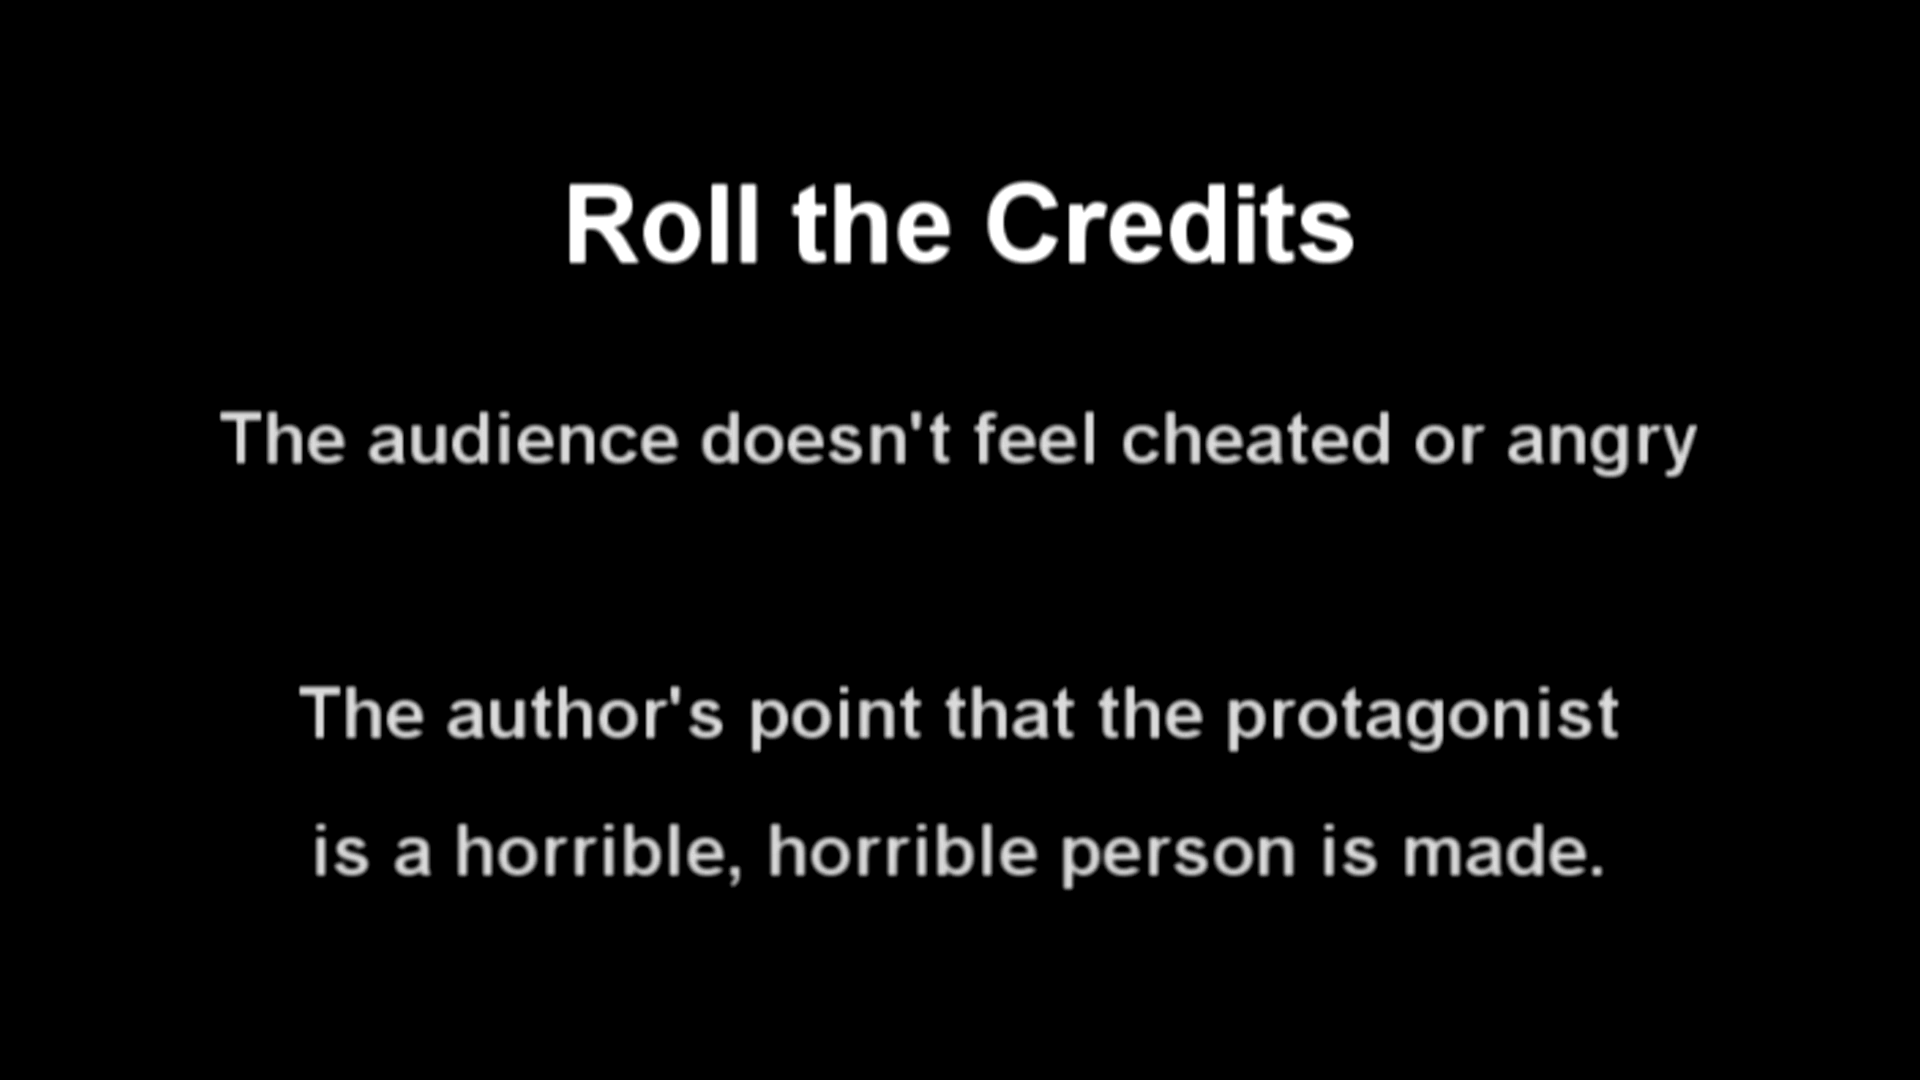 Roll the Credits
The audience doesn't feel cheated or angry
The author's point that the protagonist
is a horrible, horrible person is made.